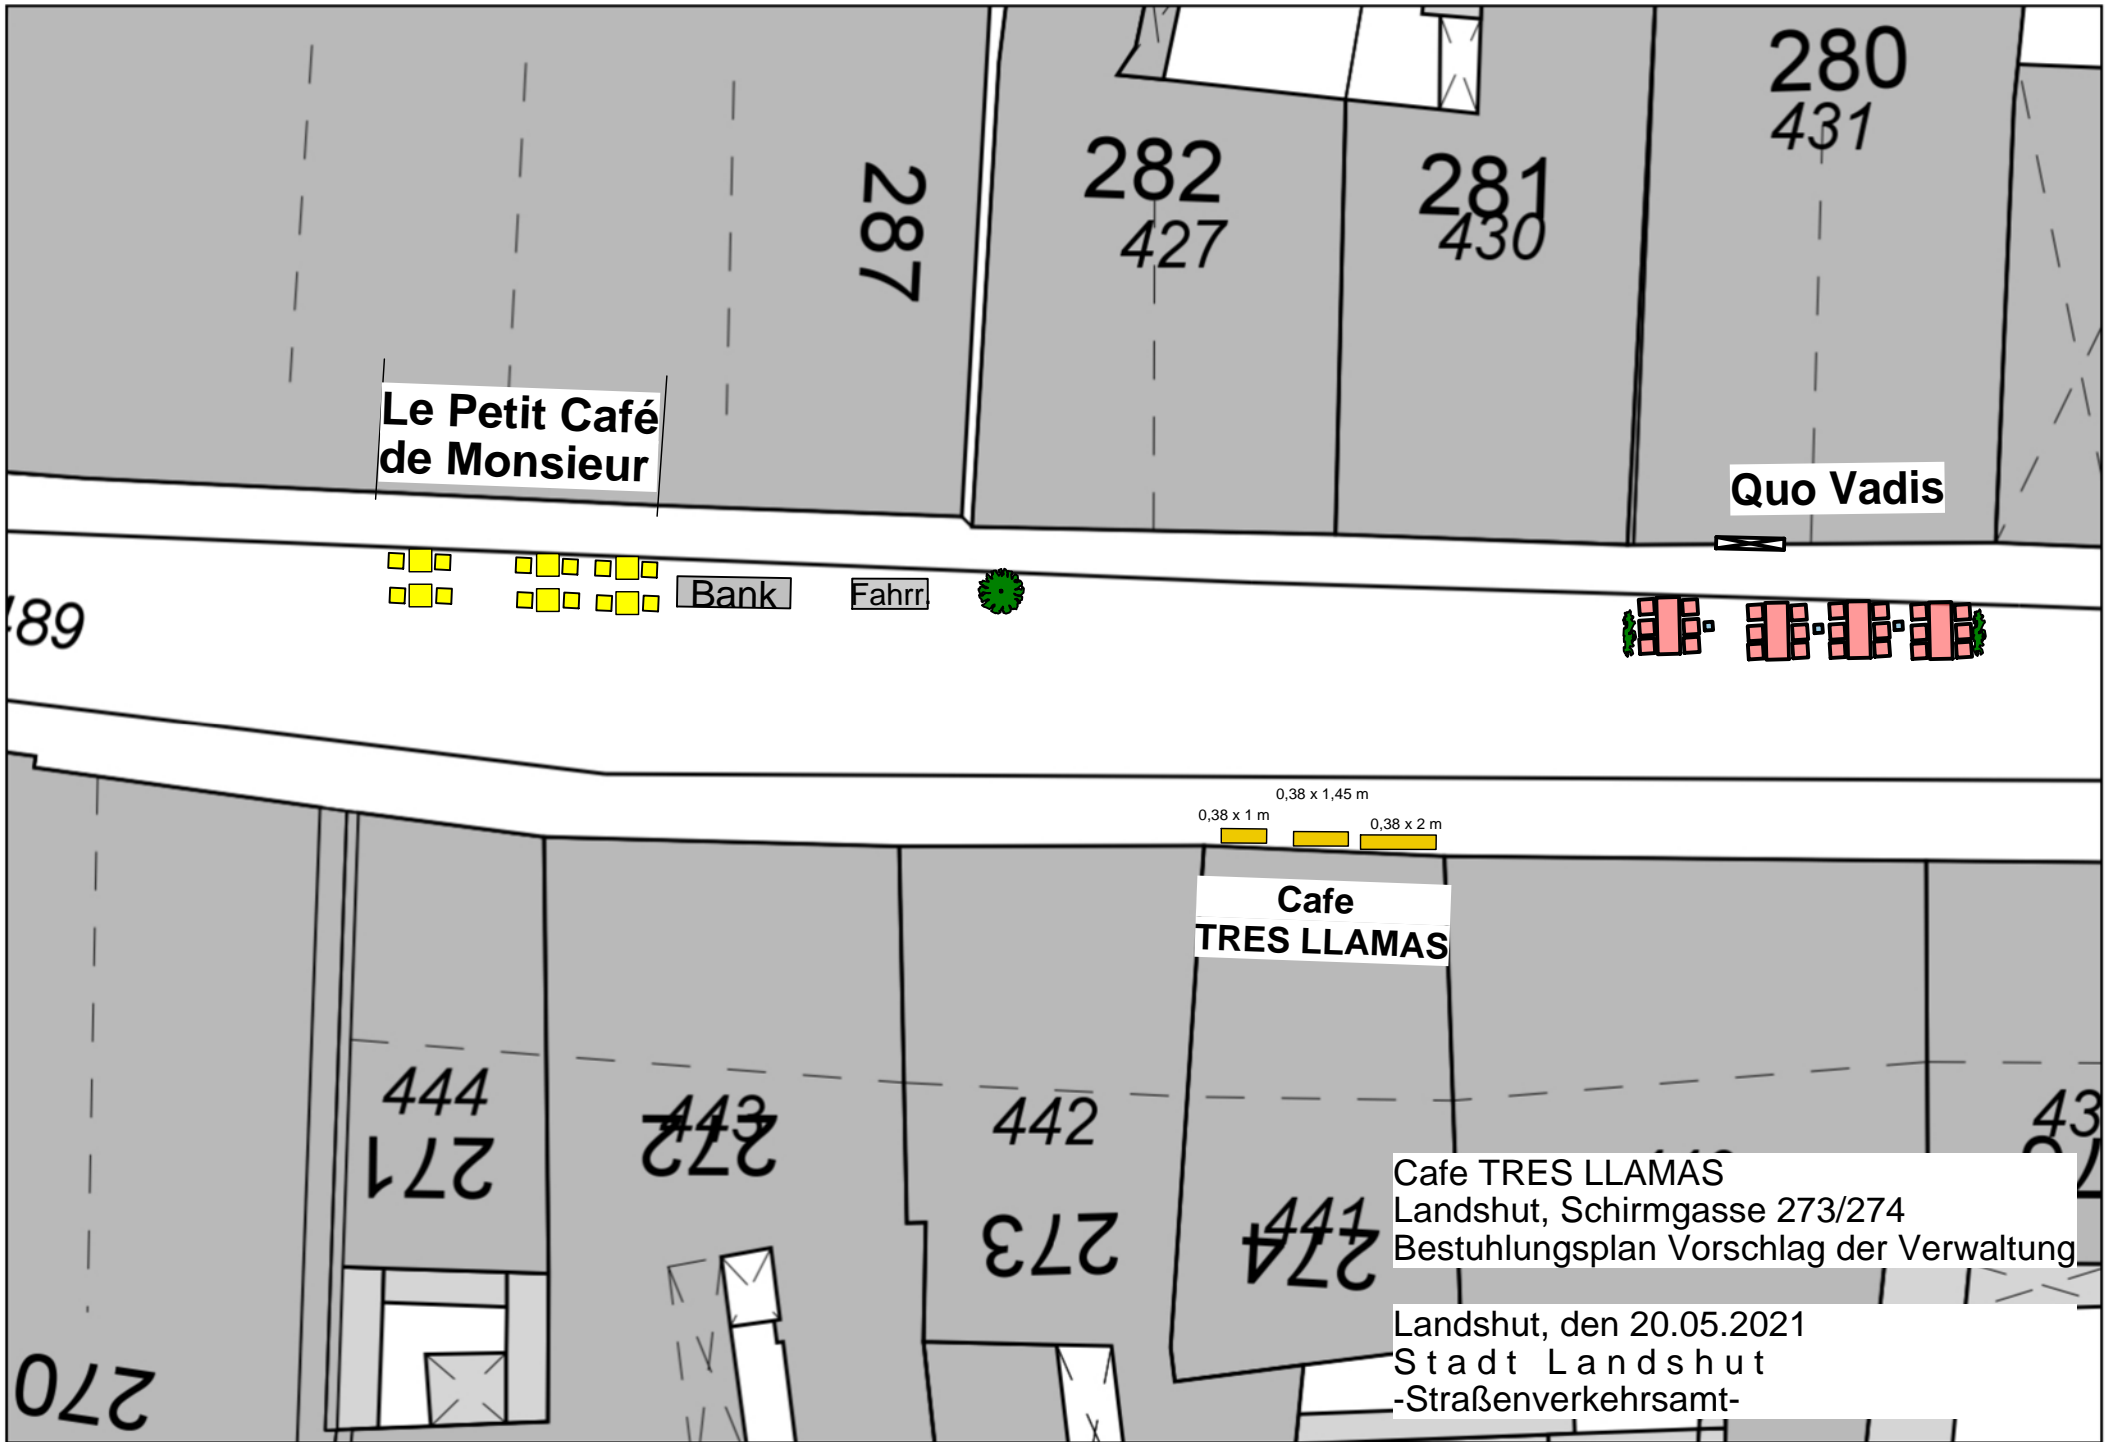 280
431
282
427
281
430
287
Le Petit Café
de Monsieur
Quo Vadis
Bank
Fahrr.
489
0,38 x 1,45 m
0,38 x 1 m
0,38 x 2 m
Cafe
TRES LLAMAS
444
271
443
272
442
273
441
274
43
270
Cafe TRES LLAMAS
Landshut, Schirmgasse 273/274
Bestuhlungsplan Vorschlag der Verwaltung
Landshut, den 20.05.2021
Stadt Landshut
-Straßenverkehrsamt-